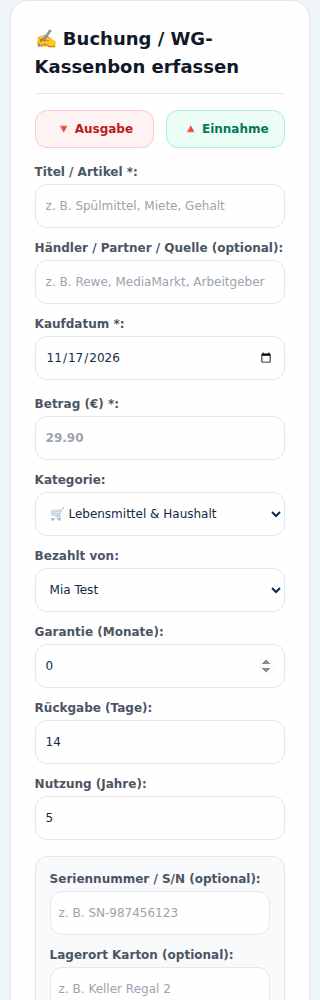 ✍️ Buchung / WG-
Kassenbon erfassen
🔻 Ausgabe
🔺 Einnahme
Titel / Artikel *:
z. B. Spülmittel, Miete, Gehalt
Händler / Partner / Quelle (optional):
z. B. Rewe, MediaMarkt, Arbeitgeber
Kaufdatum *:
11/17/2026
Betrag (€) *:
29.90
Kategorie:
🛒 Lebensmittel & Haushalt
Bezahlt von:
Mia Test
Garantie (Monate):
0
Rückgabe (Tage):
14
Nutzung (Jahre):
5
Seriennummer / S/N (optional):
z. B. SN-987456123
Lagerort Karton (optional):
z. B. Keller Regal 2